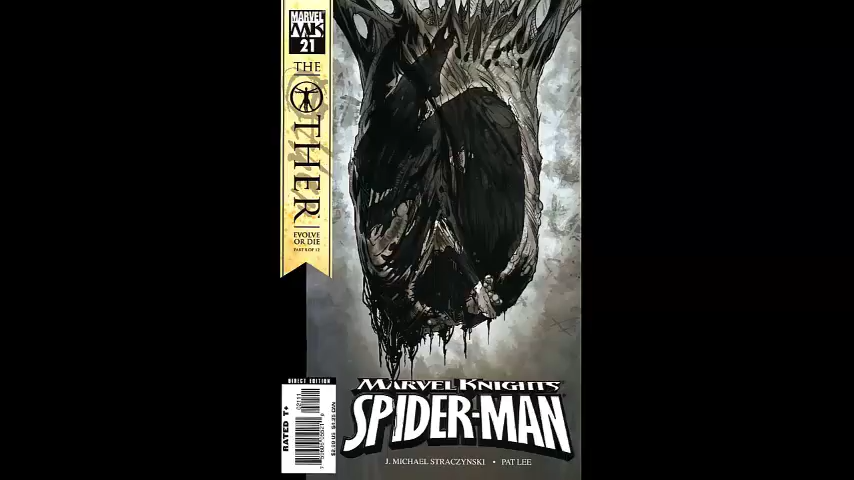 MARVEL
MK
21
THE
OTHER
EVOLVE
OR DIE
DIRECT EDITION
RATED T+
MARVEL KNIGHTS
SPIDER-MAN
J. MICHAEL STRACZYNSKI • PAT LEE